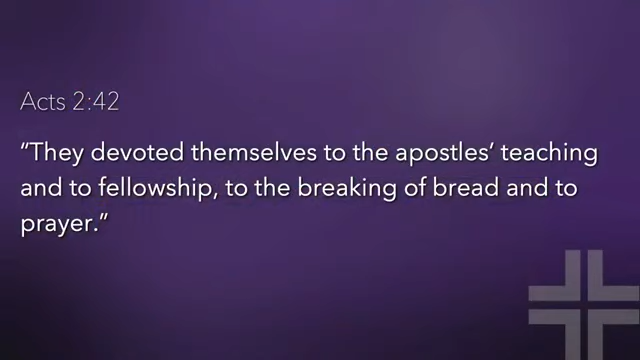 Acts 2:42
“They devoted themselves to the apostles’ teaching
and to fellowship, to the breaking of bread and to
prayer.”